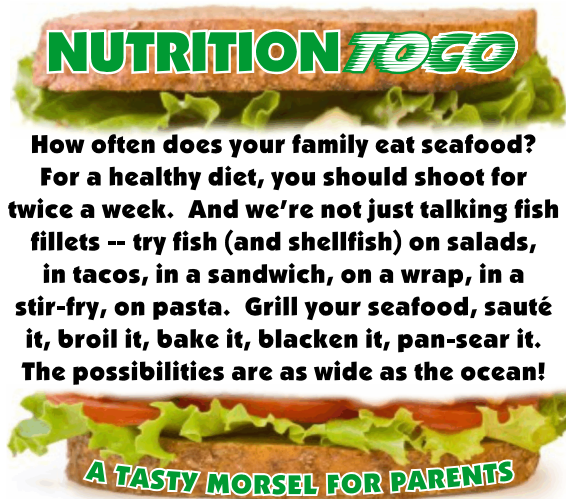 NUTRITION TOGO
How often does your family eat seafood?
For a healthy diet, you should shoot for
twice a week.  And we're not just talking fish
fillets -- try fish (and shellfish) on salads,
in tacos, in a sandwich, on a wrap, in a
stir-fry, on pasta.  Grill your seafood, sauté
it, broil it, bake it, blacken it, pan-sear it.
The possibilities are as wide as the ocean!
A TASTY MORSEL FOR PARENTS